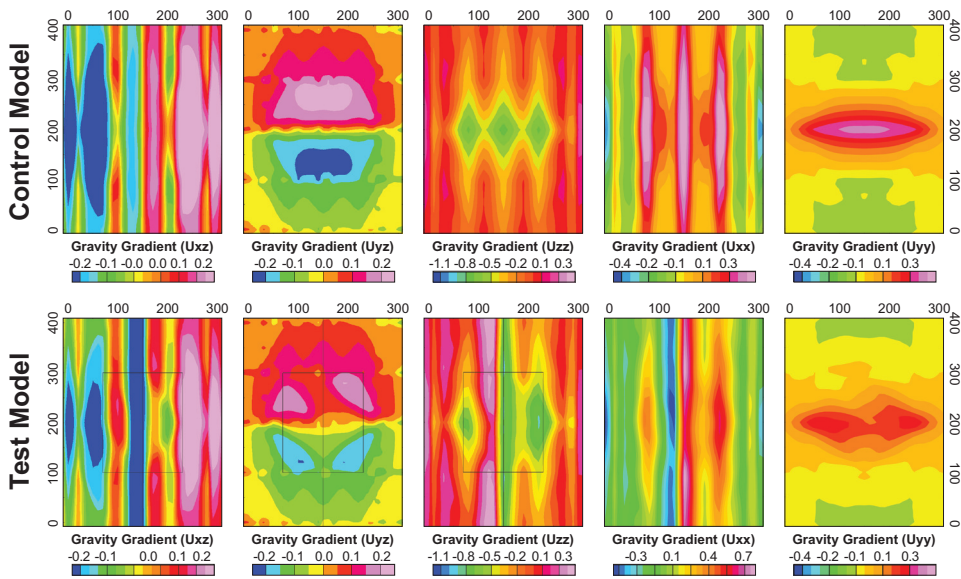 0 100 200 300
0 100 200 300
0 100 200 300
0 100 200 300
0 100 200 300
Control Model
400
300
200
100
0
400
300
200
100
0
Gravity Gradient (Uxz)
Gravity Gradient (Uyz)
Gravity Gradient (Uzz)
Gravity Gradient (Uxx)
Gravity Gradient (Uyy)
-0.2 -0.1 -0.0 0.0 0.1 0.2
-0.2 -0.1 0.0 0.1 0.2
-1.1 -0.8 -0.5 -0.2 0.1 0.3
-0.4 -0.2 -0.1 0.1 0.3
-0.4 -0.2 -0.1 0.1 0.3
100 200 300
100 200 300
100 200 300
100 200 300
100 200 300
Test Model
400
300
200
100
0
400
300
200
100
0
Gravity Gradient (Uxz)
Gravity Gradient (Uyz)
Gravity Gradient (Uzz)
Gravity Gradient (Uxx)
Gravity Gradient (Uyy)
-0.2 -0.1 0.0 0.1 0.2
-0.2 -0.1 0.0 0.1 0.2
-1.1 -0.8 -0.5 -0.2 0.1 0.3
-0.3 0.1 0.4 0.7
-0.4 -0.2 -0.1 0.1 0.3